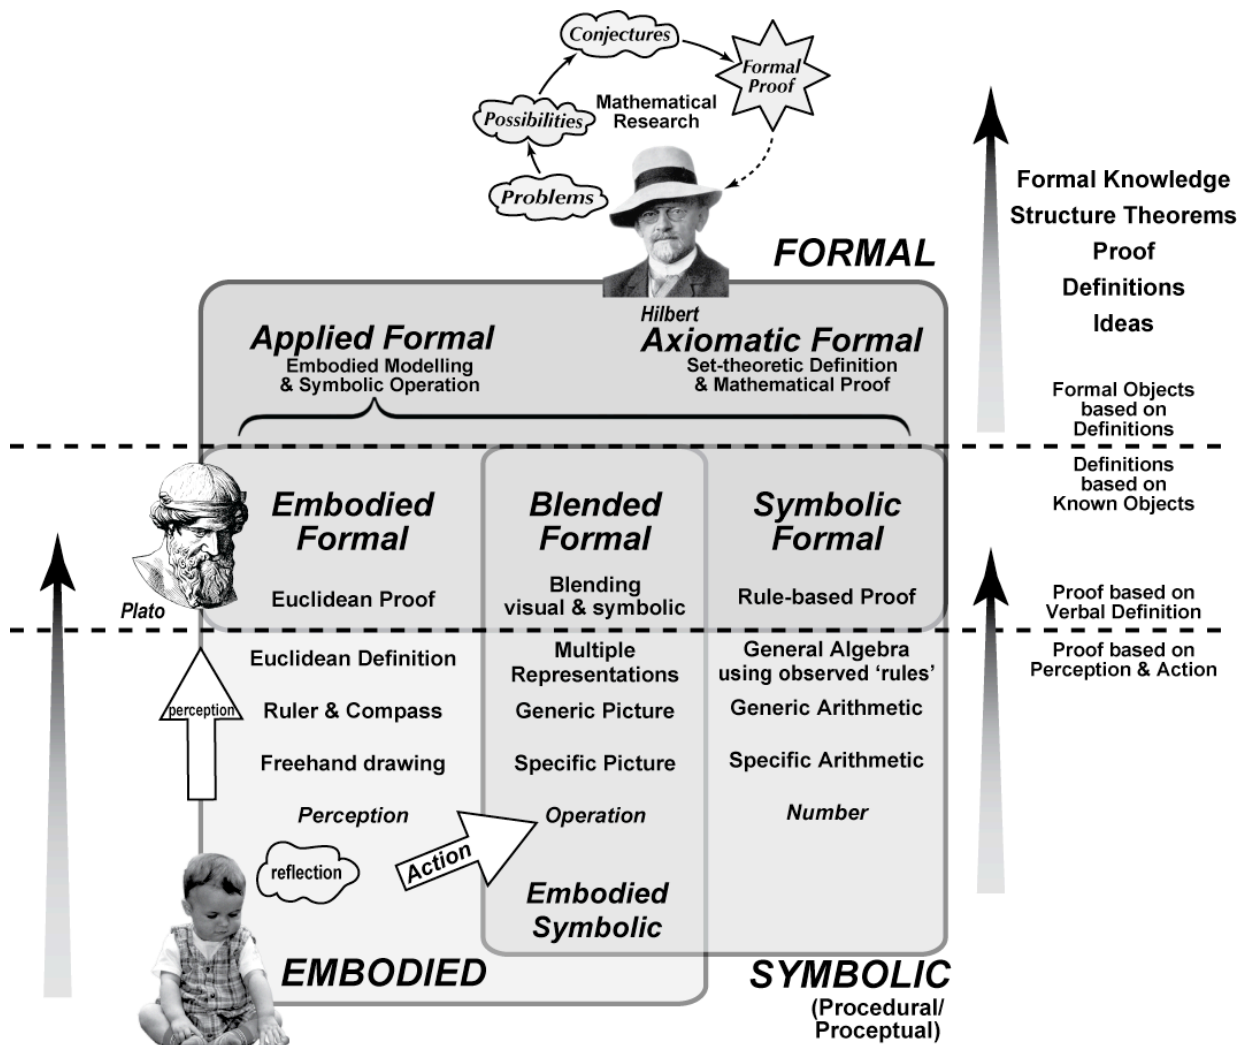 Conjectures
Formal
Proof
Possibilities
Mathematical
Research
Problems
FORMAL
Hilbert
Formal Knowledge
Structure Theorems
Proof
Definitions
Ideas
Applied Formal
Embodied Modelling
& Symbolic Operation
Axiomatic Formal
Set-theoretic Definition
& Mathematical Proof
Formal Objects
based on
Definitions
Definitions
based on
Known Objects
Embodied
Formal
Euclidean Proof
Blended
Formal
Blending
visual & symbolic
Symbolic
Formal
Rule-based Proof
Plato
Proof based on
Verbal Definition
Proof based on
Perception & Action
perception
Euclidean Definition
Ruler & Compass
Freehand drawing
Perception
Multiple
Representations
Generic Picture
Specific Picture
Operation
General Algebra
using observed ‘rules’
Generic Arithmetic
Specific Arithmetic
Number
reflection
Action
Embodied
Symbolic
EMBODIED
SYMBOLIC
(Procedural/
Proceptual)